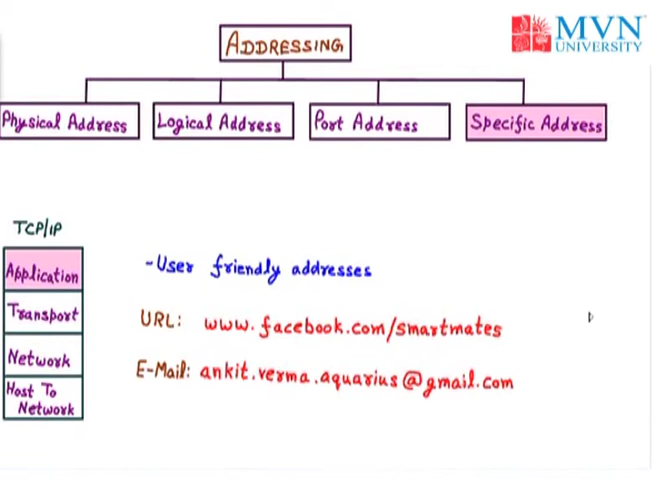 MVN
UNIVERSITY
ADDRESSING
Physical Address
Logical Address
Port Address
Specific Address
TCP/IP
Application
Transport
Network
Host To
Network
-User friendly addresses
URL: www.facebook.com/smartmates
E-Mail: ankit.verma.aquarius@gmail.com